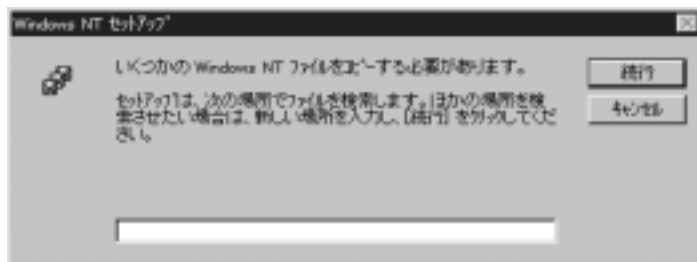 Windows NT セットアップ
いくつかの Windows NT ファイルをコピーする必要があります。
セットアップは、次の場所でファイルを検索します。ほかの場所を検
索させたい場合は、新しい場所を入力し、[続行] をクリックしてくだ
さい。
続行
キャンセル